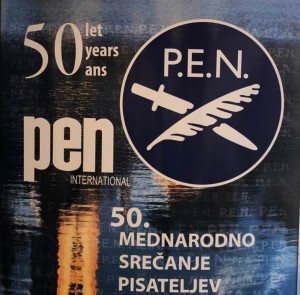 50 let
years
ans
P.E.N.
pen
INTERNATIONAL
50.
MEDNARODNO
SREČANJE
PISATELJEV